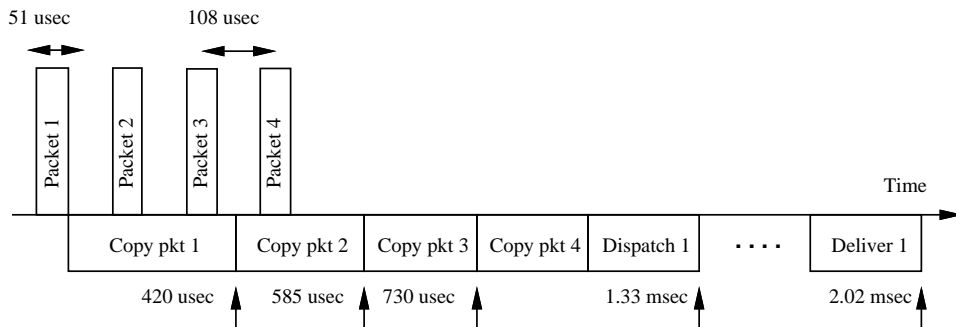 51 usec 108 usec
Packet 1
Packet 2
Packet 3
Packet 4
Time
Copy pkt 1 Copy pkt 2 Copy pkt 3 Copy pkt 4 Dispatch 1 . . . . Deliver 1
420 usec 585 usec 730 usec 1.33 msec 2.02 msec